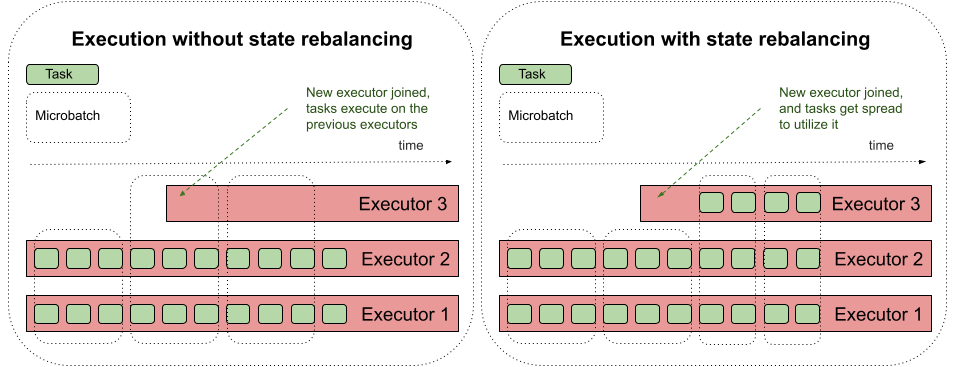 Execution without state rebalancing
Task
Microbatch
New executor joined,
tasks execute on the
previous executors
time
Executor 3
Executor 2
Executor 1
Execution with state rebalancing
Task
Microbatch
New executor joined,
and tasks get spread
to utilize it
time
Executor 3
Executor 2
Executor 1